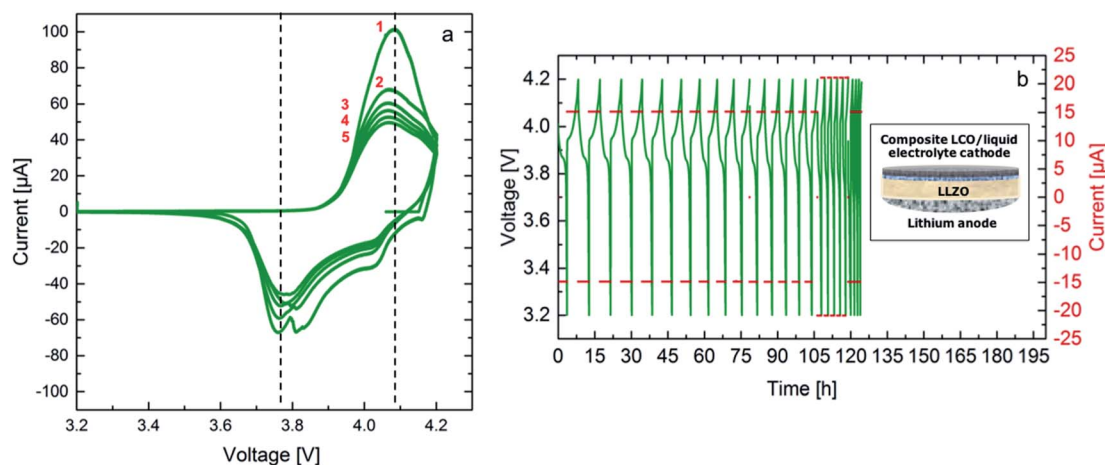 a
1
2
3
4
5
100
80
60
40
20
0
-20
-40
-60
-80
-100
Current [µA]
3.2 3.4 3.6 3.8 4.0 4.2
Voltage [V]
b
4.2
4.0
3.8
3.6
3.4
3.2
Voltage [V]
0 15 30 45 60 75 90 105 120 135 150 165 180 195
Time [h]
25
20
15
10
5
0
-5
-10
-15
-20
-25
Current [µA]
Composite LCO/liquid
electrolyte cathode
LLZO
Lithium anode